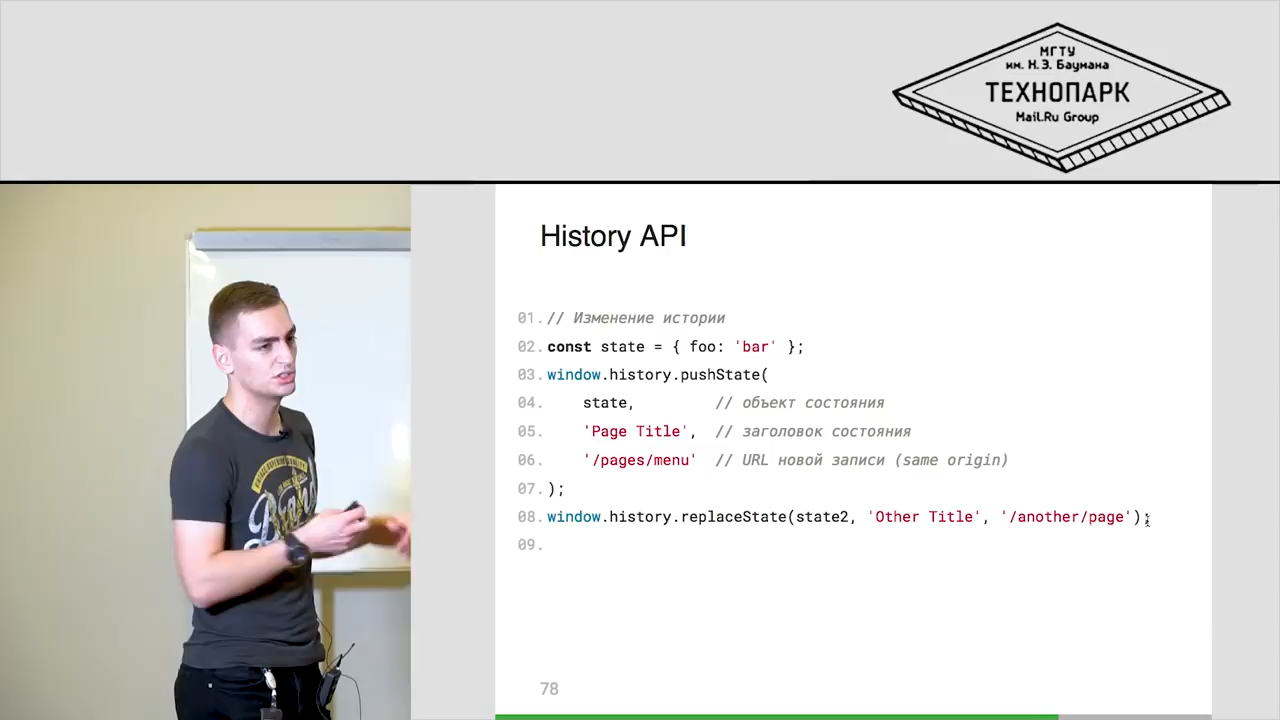 МГТУ
им. Н.Э. Баумана
ТЕХНОПАРК
Mail.Ru Group
History API
01. // Изменение истории
02. const state = { foo: 'bar' };
03. window.history.pushState(
04. state, // объект состояния
05. 'Page Title', // заголовок состояния
06. '/pages/menu' // URL новой записи (same origin)
07. );
08. window.history.replaceState(state2, 'Other Title', '/another/page');
09.
78